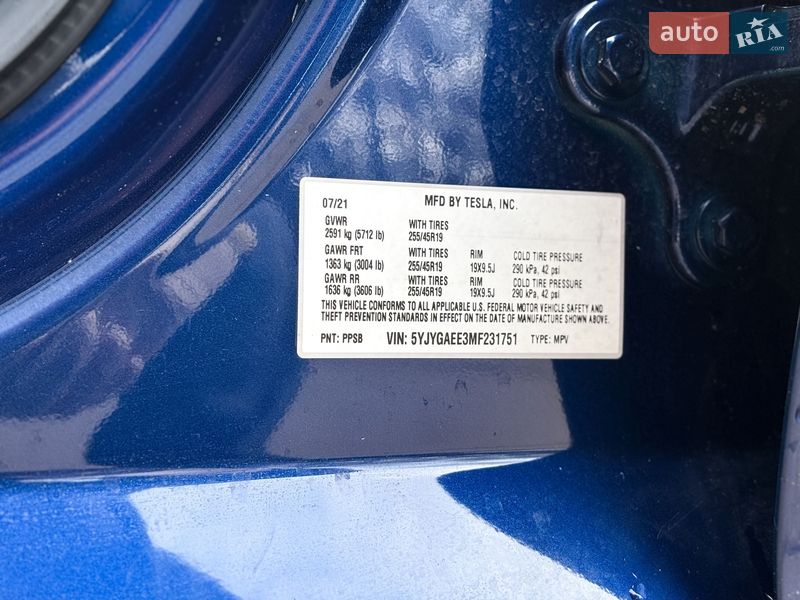 auto RIA .com
07/21 MFD BY TESLA, INC.
GVWR WITH TIRES
2591 kg (5712 lb) 255/45R19
GAWR FRT WITH TIRES RIM COLD TIRE PRESSURE
1363 kg (3004 lb) 255/45R19 19X9.5J 290 kPa, 42 psi
GAWR RR WITH TIRES RIM COLD TIRE PRESSURE
1636 kg (3606 lb) 255/45R19 19X9.5J 290 kPa, 42 psi
THIS VEHICLE CONFORMS TO ALL APPLICABLE U.S. FEDERAL MOTOR VEHICLE SAFETY AND
THEFT PREVENTION STANDARDS IN EFFECT ON THE DATE OF MANUFACTURE SHOWN ABOVE.
PNT: PPSB VIN: 5YJYGAEE3MF231751 TYPE: MPV